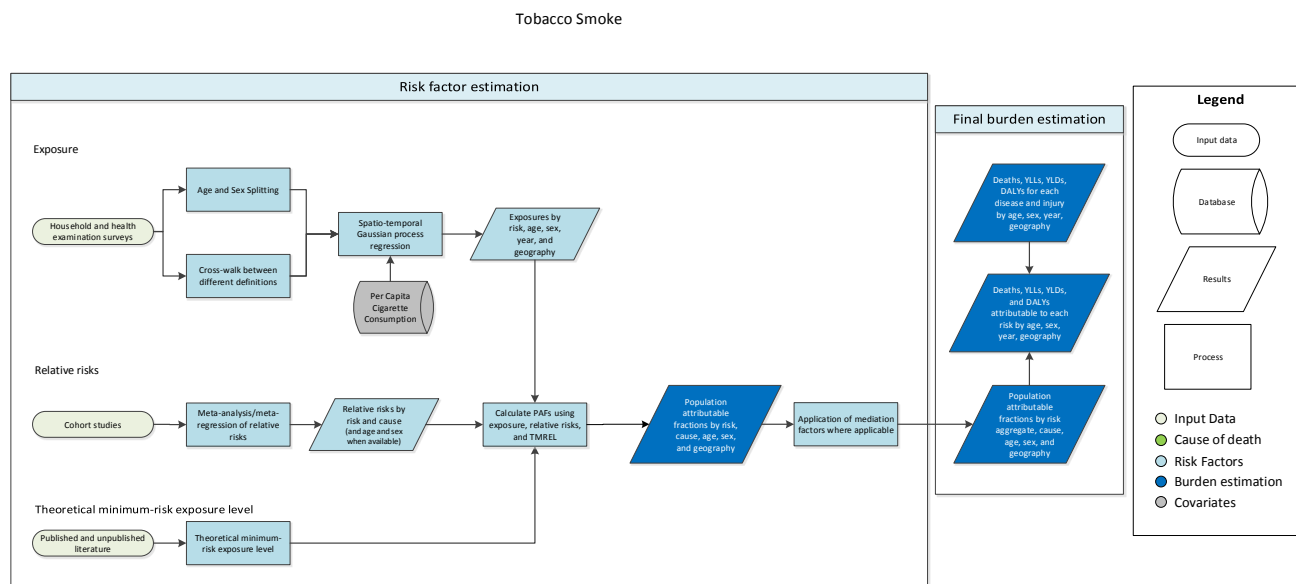 Tobacco Smoke
Risk factor estimation
Exposure
Household and health
examination surveys
Age and Sex Splitting
Cross-walk between
different definitions
Spatio-temporal
Gaussian process
regression
Per Capita
Cigarette
Consumption
Exposures by
risk, age, sex,
year, and
geography
Relative risks
Cohort studies
Meta-analysis/meta-
regression of relative
risks
Relative risks by
risk and cause
(and age and sex
when available)
Calculate PAFs using
exposure, relative risks,
and TMREL
Population
attributable
fractions by risk,
cause, age, sex,
and geography
Application of mediation
factors where applicable
Theoretical minimum-risk exposure level
Published and unpublished
literature
Theoretical minimum-
risk exposure level
Final burden estimation
Deaths, YLLs, YLDs,
DALYs for each
disease and injury
by age, sex, year,
geography
Deaths, YLLs, YLDs,
and DALYs
attributable to each
risk by age, sex,
year, geography
Population
attributable
fractions by risk
aggregate, cause,
age, sex, and
geography
Legend
Input data
Database
Results
Process
Input Data
Cause of death
Risk Factors
Burden estimation
Covariates